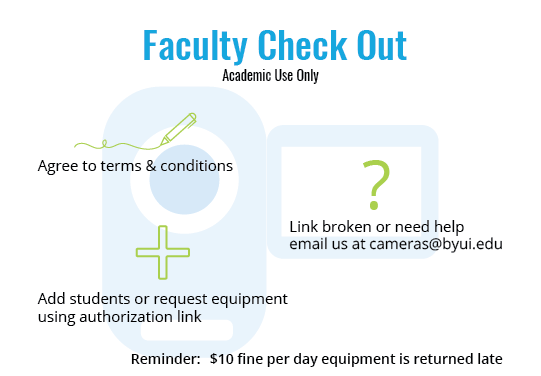 Faculty Check Out
Academic Use Only
Agree to terms & conditions
?
Link broken or need help
email us at cameras@byui.edu
Add students or request equipment
using authorization link
Reminder: $10 fine per day equipment is returned late